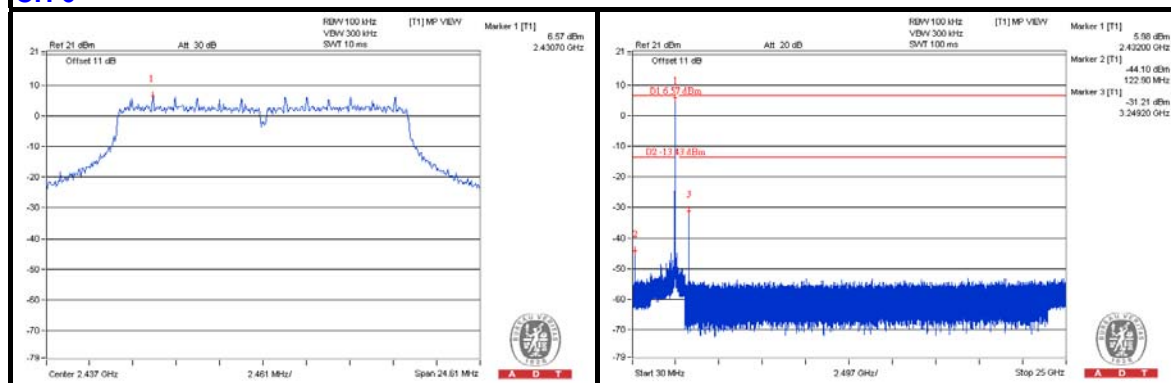 CH 6
RBW 100 kHz [T1] MP VIEW
VBW 300 kHz
Ref 21 dBm Att 30 dB SWT 10 ms
Marker 1 [T1]
6.57 dBm
2.43070 GHz
21
Offset 11 dB
1
10
0
-10
-20
-30
-40
-50
-60
-70
-79
Center 2.437 GHz 2.461 MHz/ Span 24.61 MHz
BUREAU VERITAS
1828
A D T
RBW 100 kHz [T1] MP VIEW
VBW 300 kHz
Ref 21 dBm Att 20 dB SWT 100 ms
Marker 1 [T1]
5.98 dBm
2.43200 GHz
Marker 2 [T1]
-44.10 dBm
122.90 MHz
Marker 3 [T1]
-31.21 dBm
3.24920 GHz
21
Offset 11 dB
1
10
D1 6.57 dBm
0
-10
D2 -13.43 dBm
-20
3
-30
2
-40
-50
-60
-70
-79
Start 30 MHz 2.497 GHz/ Stop 25 GHz
BUREAU VERITAS
1828
A D T